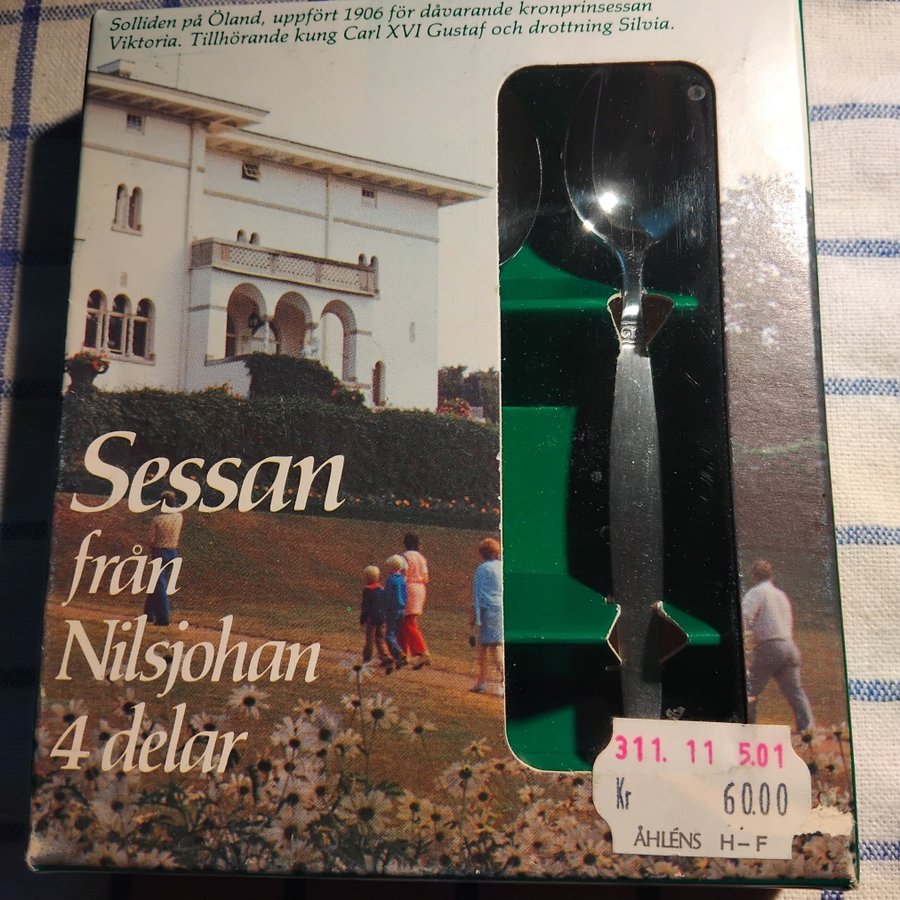 Solliden på Öland, uppfört 1906 för dåvarande kronprinsessan
Viktoria. Tillhörande kung Carl XVI Gustaf och drottning Silvia.
Sessan
från
Nilsjohan
4 delar
311. 11 5.01
Kr 60.00
ÅHLÉNS H-F